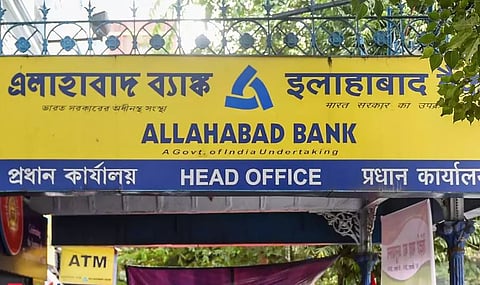 এলাহাবাদ ব্যাঙ্ক इलाहाबाद
ভারত সরকারের অধীনস্থ সংস্থা भारत सरकार का
ALLAHABAD BANK
A Govt. of India Undertaking
প্রধান কার্যালয় HEAD OFFICE प्रधान कार्यालय
ATM